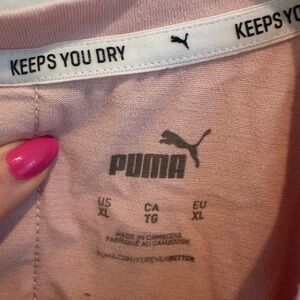 KEEPS YOU DRY
KEEPS YO
PUMA
US CA EU
XL TG XL
MADE IN CAMBODIA
FABRIQUÉ AU CAMBODGE
PUMA.COM/FOREVERBETTER